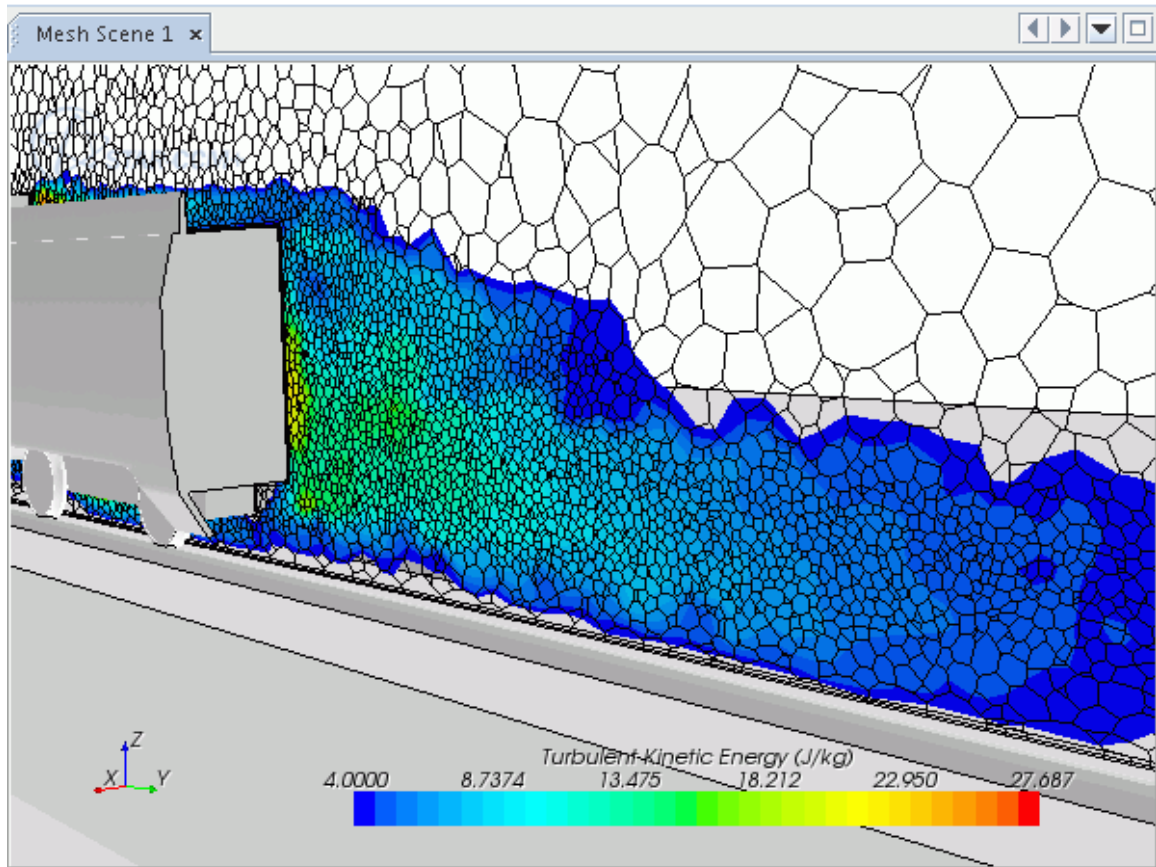 Mesh Scene 1 ×
Z
X Y
Turbulent Kinetic Energy (J/kg)
4.0000 8.7374 13.475 18.212 22.950 27.687